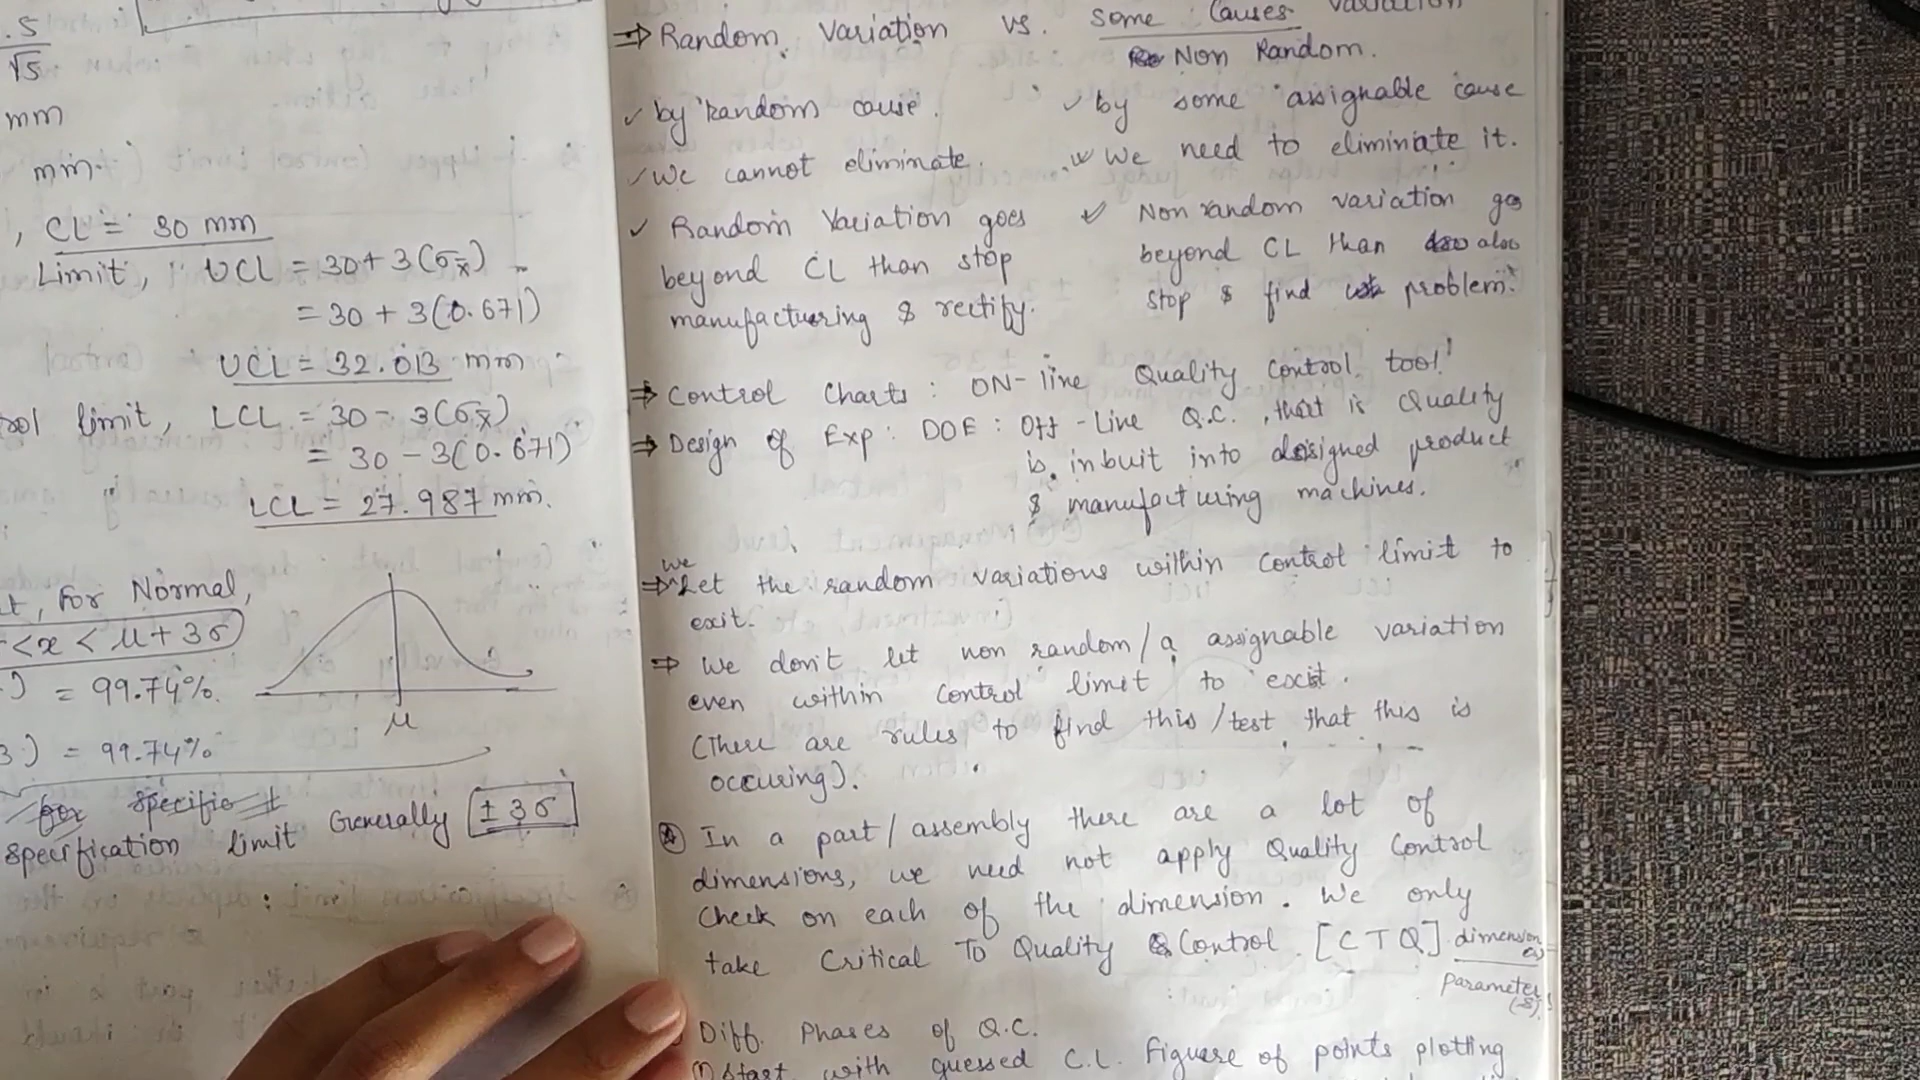 .5
√5
mm
mm.
, CL = 30 mm
Limit, UCL = 30 + 3(σx̄)
= 30 + 3(0.671)
UCL = 32.013 mm
rol limit, LCL = 30 - 3(σx̄)
= 30 - 3(0.671)
LCL = 27.987 mm.
t, For Normal,
< x < μ + 3σ
) = 99.74%.
μ
3) = 99.74%
For specific
specification limit Generally ± 3σ
⇒ Random Variation vs. Some Causes Variation
Non Random.
✓ by random cause. ✓ by some assignable cause
✓ We cannot eliminate. ✓ We need to eliminate it.
✓ Random Variation goes beyond CL than stop manufacturing & rectify.
✓ Non random variation goes beyond CL than also stop & find problem.
⇒ Control Charts : ON-line Quality Control tool
⇒ Design of Exp : DOE : Off-Line Q.C., that is Quality
is inbuit into designed product
& manufacturing machines.
we
⇒ Let the random variations within control limit to
exit.
⇒ We don't let non random/a assignable variation
even within control limit to exist.
(There are rules to find this/test that this is
occuring).
In a part/assembly there are a lot of
dimensions, we need not apply Quality Control
Check on each of the dimension. We only
take Critical To Quality Control. [CTQ] dimension
parameter
Diff. Phases of Q.C.
(1) Start with guessed C.L. Figure of points plotting